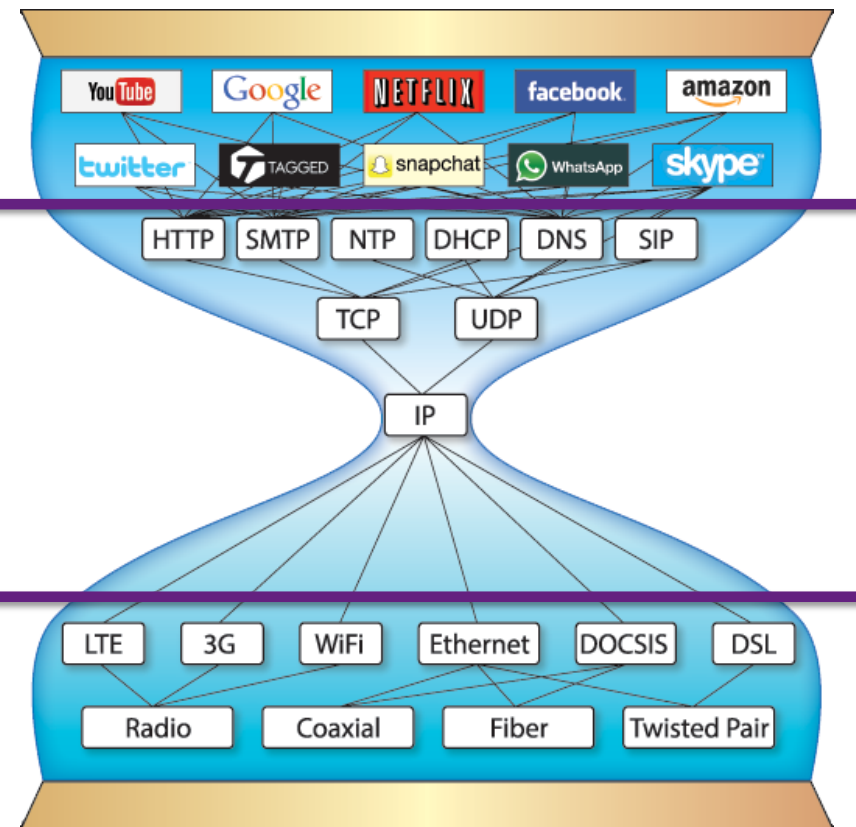 YouTube Google NETFLIX facebook amazon
twitter TAGGED snapchat WhatsApp skype
HTTP SMTP NTP DHCP DNS SIP
TCP UDP
IP
LTE 3G WiFi Ethernet DOCSIS DSL
Radio Coaxial Fiber Twisted Pair